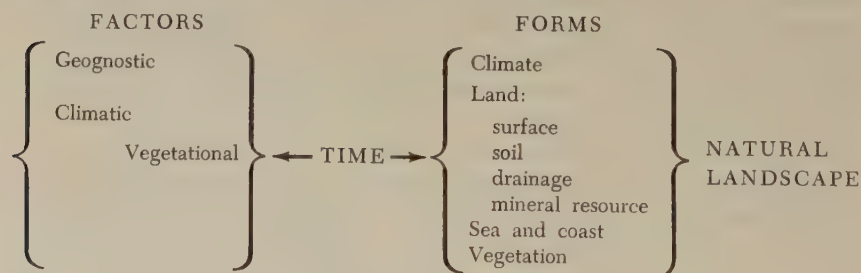 FACTORS
Geognostic
Climatic
Vegetational
TIME
FORMS
Climate
Land:
surface
soil
drainage
mineral resource
Sea and coast
Vegetation
NATURAL
LANDSCAPE